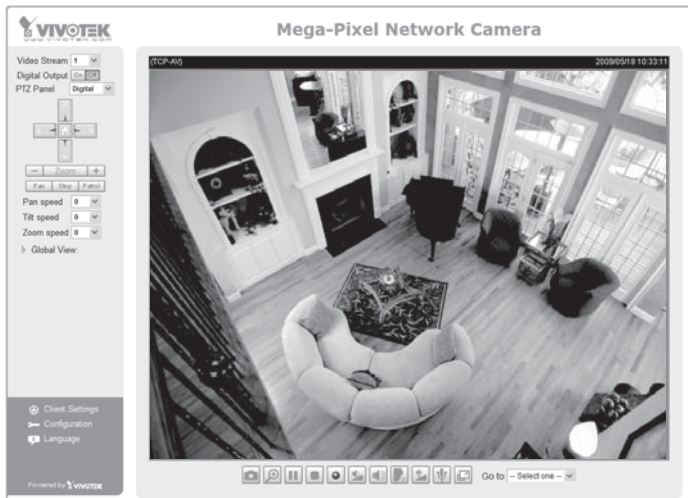 VIVOTEK
www.vivotek.com
Mega-Pixel Network Camera
Video Stream 1
Digital Output On Off
PTZ Panel Digital
Zoom
Pan Stop Patrol
Pan speed 0
Tilt speed 0
Zoom speed 0
Global View:
Client Settings
Configuration
Language
Powered by VIVOTEK
(TCP-AV) 2009/05/18 10:33:11
Go to -- Select one --